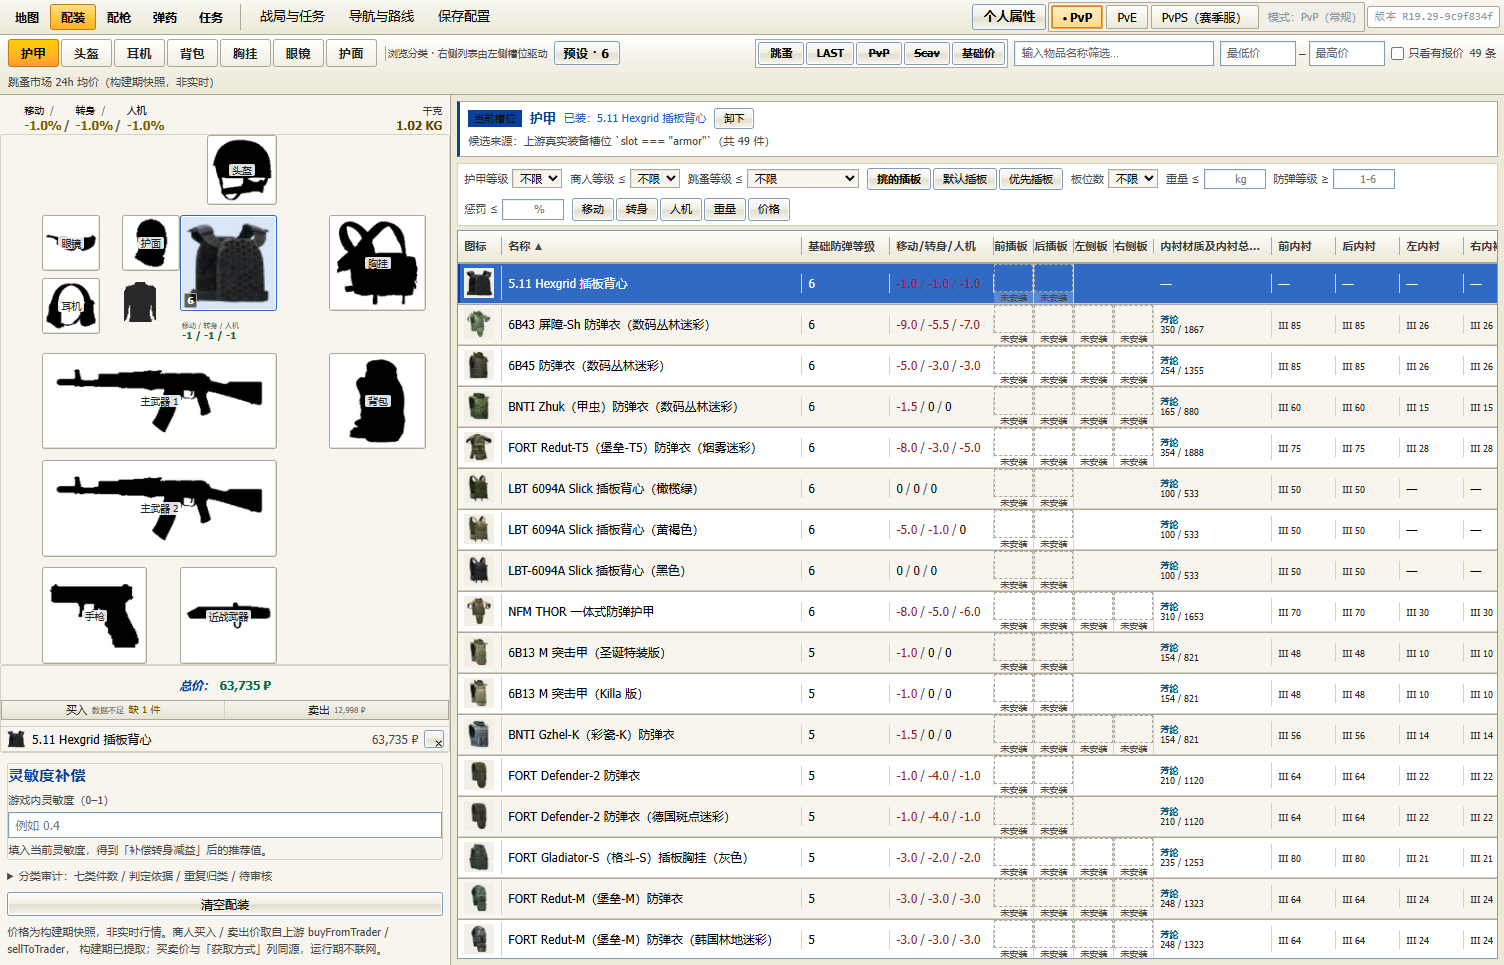 地图 配装 配枪 弹药 任务 战局与任务 导航与路线 保存配置 个人属性 • PvP PvE PvPS（赛季服） 模式：PvP（常规） 版本 R19.29-9c9f834f
护甲 头盔 耳机 背包 胸挂 眼镜 护面 浏览分类 · 右侧列表由左侧槽位驱动 预设 · 6 跳蚤 LAST PvP Scav 基础价 输入物品名称筛选... 最低价 – 最高价 只看有报价 49 条
跳蚤市场 24h 均价（构建期快照，非实时）
移动 / 转身 / 人机 千克
-1.0% / -1.0% / -1.0% 1.02 KG
头盔
眼镜 护面 胸挂
6
耳机
移动 / 转身 / 人机
-1 / -1 / -1
主武器 1 背包
主武器 2
手枪 近战武器
总价： 63,735 ₽
买入 数据不足 缺 1 件 卖出 12,998 ₽
5.11 Hexgrid 插板背心 63,735 ₽ ×
灵敏度补偿
游戏内灵敏度（0–1）
例如 0.4
填入当前灵敏度，得到「补偿转身减益」后的推荐值。
▶ 分类审计：七类件数 / 判定依据 / 重复归类 / 待审核
清空配装
价格为构建期快照，非实时行情。商人买入 / 卖出价取自上游 buyFromTrader /
sellToTrader， 构建期已提取；买卖价与「获取方式」列同源，运行期不联网。
当前槽位 护甲 已装：5.11 Hexgrid 插板背心 卸下
候选来源：上游真实装备槽位 `slot === "armor"`（共 49 件）
护甲等级 不限 商人等级 ≤ 不限 跳蚤等级 ≤ 不限 挑的插板 默认插板 优先插板 板位数 不限 重量 ≤ kg 防弹等级 ≥ 1-6
惩罚 ≤ % 移动 转身 人机 重量 价格
图标 名称 ▲ 基础防弹等级 移动/转身/人机 前插板 后插板 左侧板 右侧板 内衬材质及内衬总... 前内衬 后内衬 左内衬 右内衬
5.11 Hexgrid 插板背心 6 -1.0 / -1.0 / -1.0 未安装 未安装 — — — — —
6B43 屏障-Sh 防弹衣（数码丛林迷彩） 6 -9.0 / -5.5 / -7.0 未安装 未安装 未安装 未安装 芳纶 350 / 1867 III 85 III 85 III 26 III 26
6B45 防弹衣（数码丛林迷彩） 6 -5.0 / -3.0 / -3.0 未安装 未安装 未安装 未安装 芳纶 254 / 1355 III 85 III 85 III 26 III 26
BNTI Zhuk（甲虫）防弹衣（数码丛林迷彩） 6 -1.5 / 0 / 0 未安装 未安装 未安装 未安装 芳纶 165 / 880 III 60 III 60 III 15 III 15
FORT Redut-T5（堡垒-T5）防弹衣（烟雾迷彩） 6 -8.0 / -3.0 / -5.0 未安装 未安装 未安装 未安装 芳纶 354 / 1888 III 75 III 75 III 28 III 28
LBT 6094A Slick 插板背心（橄榄绿） 6 0 / 0 / 0 未安装 未安装 芳纶 100 / 533 III 50 III 50 — —
LBT 6094A Slick 插板背心（黄褐色） 6 -5.0 / -1.0 / 0 未安装 未安装 芳纶 100 / 533 III 50 III 50 — —
LBT-6094A Slick 插板背心（黑色） 6 0 / 0 / 0 未安装 未安装 芳纶 100 / 533 III 50 III 50 — —
NFM THOR 一体式防弹护甲 6 -8.0 / -5.0 / -6.0 未安装 未安装 未安装 未安装 芳纶 310 / 1653 III 70 III 70 III 30 III 30
6B13 M 突击甲（圣诞特装版） 5 -1.0 / 0 / 0 未安装 未安装 芳纶 154 / 821 III 48 III 48 III 10 III 10
6B13 M 突击甲（Killa 版） 5 -1.0 / 0 / 0 未安装 未安装 芳纶 154 / 821 III 48 III 48 III 10 III 10
BNTI Gzhel-K（彩瓷-K）防弹衣 5 -1.5 / 0 / 0 未安装 未安装 未安装 未安装 芳纶 154 / 821 III 56 III 56 III 14 III 14
FORT Defender-2 防弹衣 5 -1.0 / -4.0 / -1.0 未安装 未安装 芳纶 210 / 1120 III 64 III 64 III 22 III 22
FORT Defender-2 防弹衣（德国斑点迷彩） 5 -1.0 / -4.0 / -1.0 未安装 未安装 芳纶 210 / 1120 III 64 III 64 III 22 III 22
FORT Gladiator-S（格斗-S）插板胸挂（灰色） 5 -3.0 / -2.0 / -2.0 未安装 未安装 未安装 未安装 芳纶 235 / 1253 III 80 III 80 III 21 III 21
FORT Redut-M（堡垒-M）防弹衣 5 -3.0 / -3.0 / -3.0 未安装 未安装 未安装 未安装 芳纶 248 / 1323 III 64 III 64 III 24 III 24
FORT Redut-M（堡垒-M）防弹衣（韩国林地迷彩） 5 -3.0 / -3.0 / -3.0 未安装 未安装 未安装 未安装 芳纶 248 / 1323 III 64 III 64 III 24 III 24